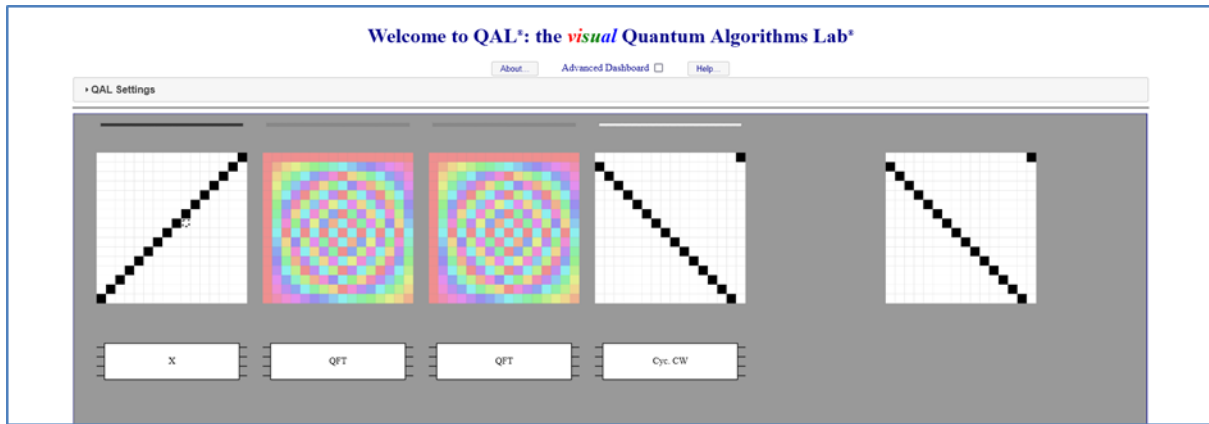 Welcome to QAL*: the visual Quantum Algorithms Lab*
About... Advanced Dashboard Help...
QAL Settings
X QFT QFT Cyc. CW